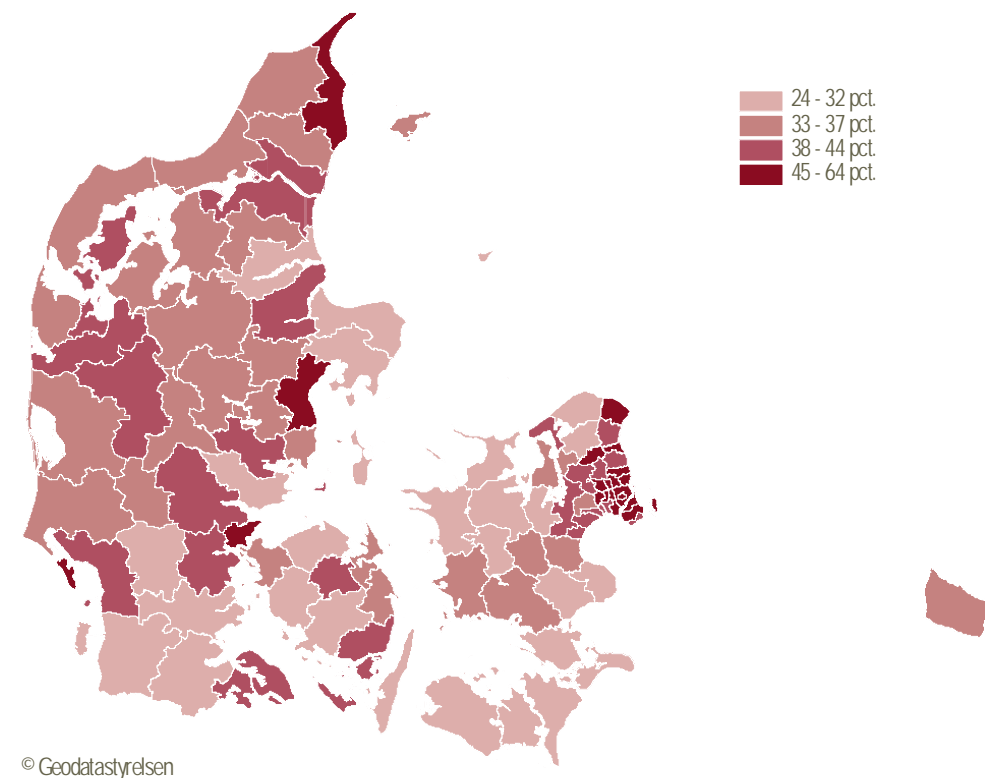 24 - 32 pct.
33 - 37 pct.
38 - 44 pct.
45 - 64 pct.
© Geodatastyrelsen